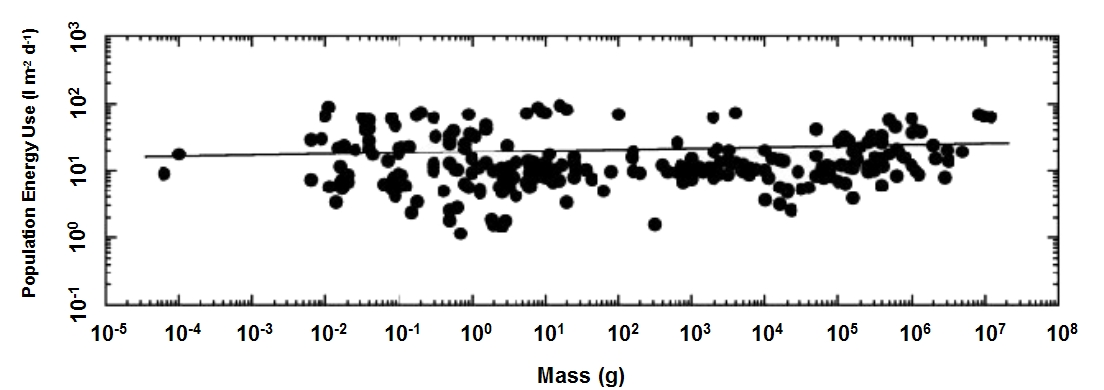 Population Energy Use (l m⁻² d⁻¹)
10³
10²
10¹
10⁰
10⁻¹
10⁻⁵ 10⁻⁴ 10⁻³ 10⁻² 10⁻¹ 10⁰ 10¹ 10² 10³ 10⁴ 10⁵ 10⁶ 10⁷ 10⁸
Mass (g)